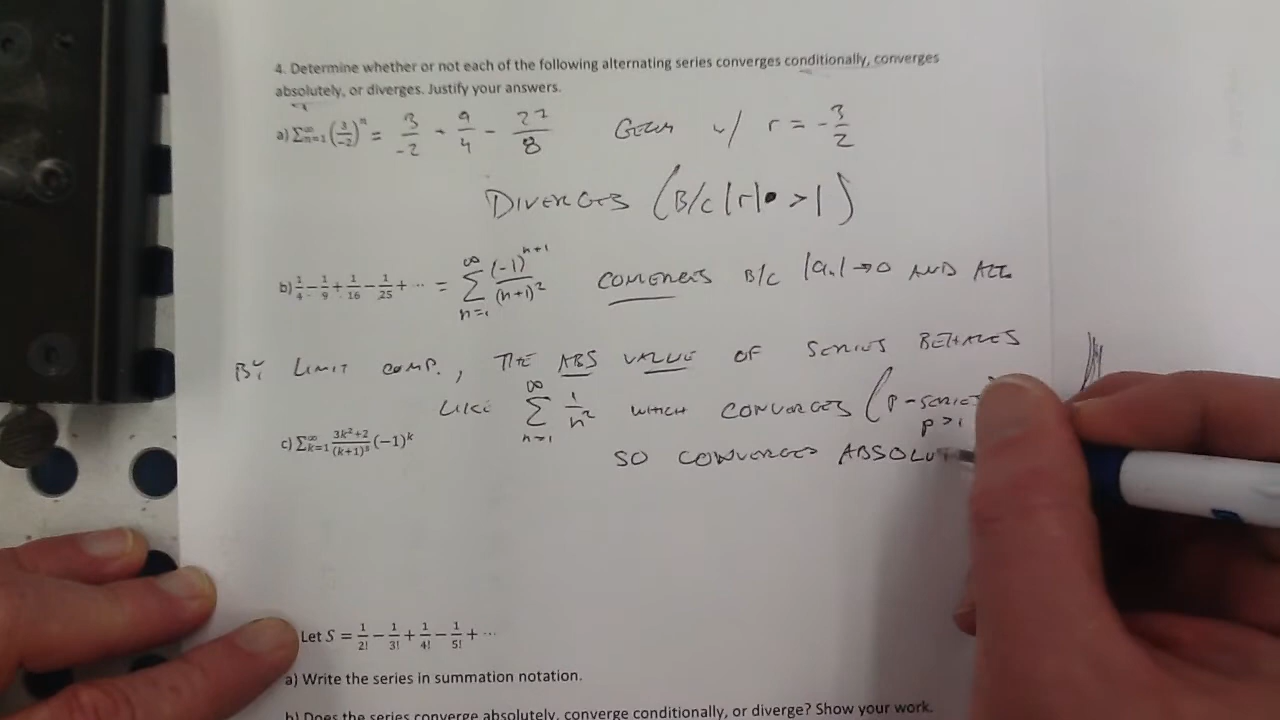 4. Determine whether or not each of the following alternating series converges conditionally, converges
absolutely, or diverges. Justify your answers.
a) ∑_{n=1}^{∞} (3/-2)^n = 3/-2 + 9/4 - 27/8 GEOM w/ r = -3/2
DIVERGES (B/C |r| > 1)
b) 1/4 - 1/9 + 1/16 - 1/25 + ⋯ = ∑_{n=1}^{∞} (-1)^{n+1}/(n+1)^2 CONVERGES B/C |a_n| → 0 AND ALT.
BY LIMIT COMP., THE ABS VALUE OF SERIES BEHAVES
LIKE ∑_{n=1}^{∞} 1/n^2 WHICH CONVERGES (P-SERIES
p > 1
c) ∑_{k=1}^{∞} (3k^2+2)/(k+1)^3 (-1)^k
SO CONVERGES ABSOLUT
Let S = 1/2! - 1/3! + 1/4! - 1/5! + ⋯
a) Write the series in summation notation.
b) Does the series converge absolutely, converge conditionally, or diverge? Show your work.